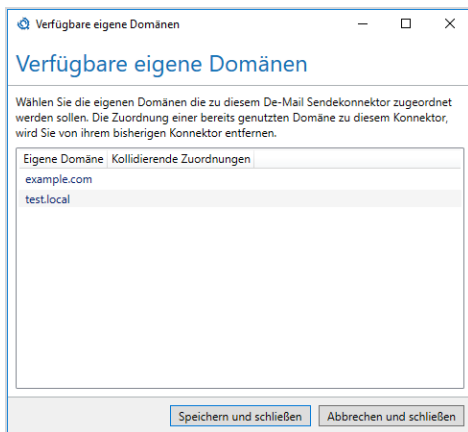 Verfügbare eigene Domänen
Verfügbare eigene Domänen
Wählen Sie die eigenen Domänen die zu diesem De-Mail Sendekonnektor zugeordnet
werden sollen. Die Zuordnung einer bereits genutzten Domäne zu diesem Konnektor,
wird Sie von ihrem bisherigen Konnektor entfernen.
Eigene Domäne Kollidierende Zuordnungen
example.com
test.local
Speichern und schließen Abbrechen und schließen